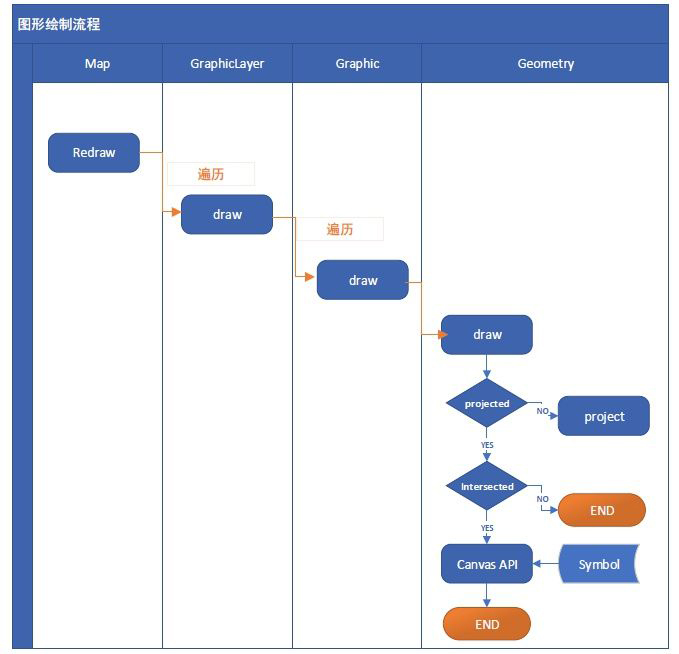 图形绘制流程
Map
GraphicLayer
Graphic
Geometry
Redraw
遍历
draw
遍历
draw
draw
projected
NO
project
YES
Intersected
NO
END
YES
Canvas API
Symbol
END